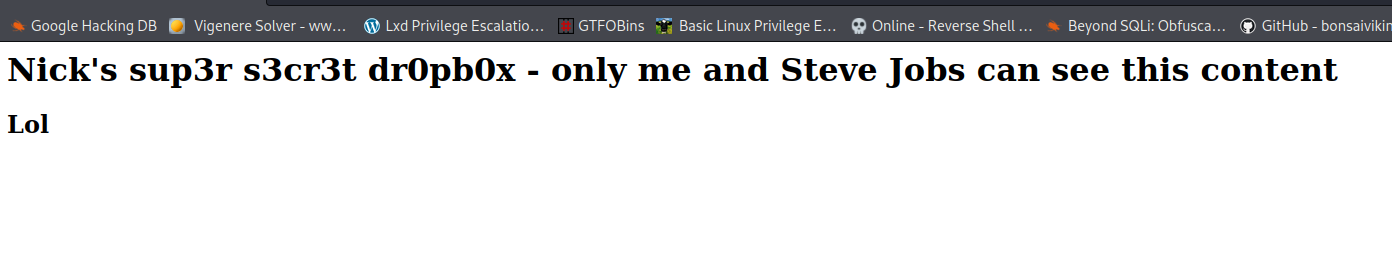 Google Hacking DB Vigenere Solver - ww... Lxd Privilege Escalatio... GTFOBins Basic Linux Privilege E... Online - Reverse Shell ... Beyond SQLi: Obfusca... GitHub - bonsaivikin
Nick's sup3r s3cr3t dr0pb0x - only me and Steve Jobs can see this content
Lol